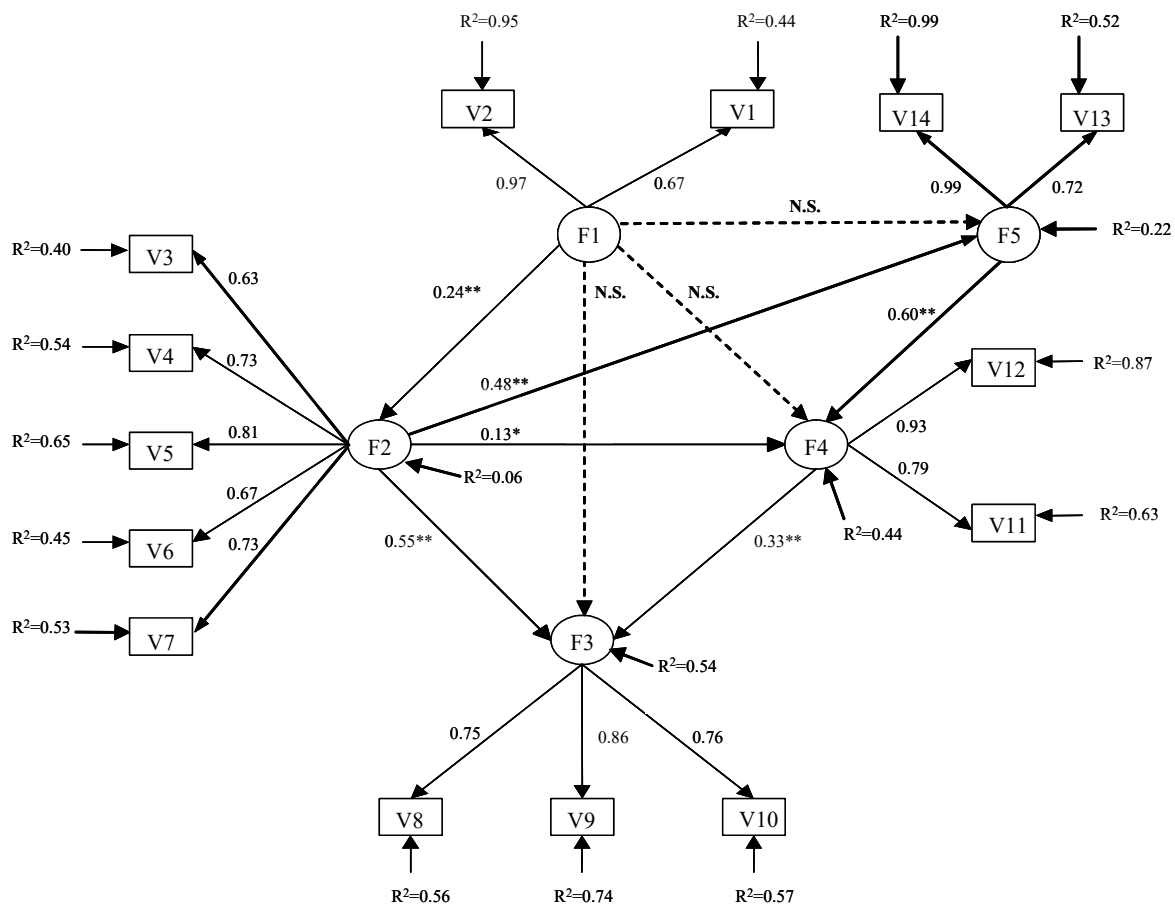 R²=0.95
R²=0.44
R²=0.99
R²=0.52
V2
V1
V14
V13
0.97
0.67
0.99
0.72
N.S.
F1
F5
R²=0.22
R²=0.40
V3
0.63
0.24**
N.S.
N.S.
0.60**
R²=0.54
V4
0.73
V12
R²=0.87
0.48**
0.93
R²=0.65
V5
0.81
F2
0.13*
F4
R²=0.06
0.79
0.67
R²=0.45
V6
0.73
0.55**
0.33**
R²=0.44
V11
R²=0.63
R²=0.53
V7
F3
R²=0.54
0.75
0.86
0.76
V8
V9
V10
R²=0.56
R²=0.74
R²=0.57